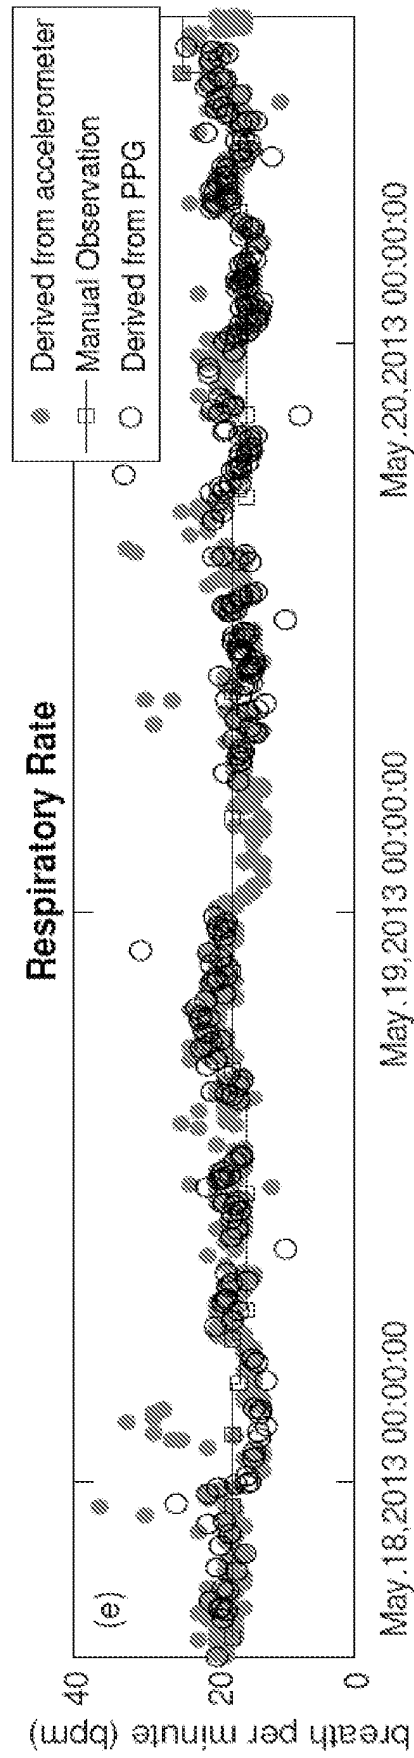 Respiratory Rate
Derived from accelerometer
Manual Observation
Derived from PPG
(e)
breath per minute (bpm)
40
20
0
May.18,2013 00:00:00
May.19,2013 00:00:00
May.20,2013 00:00:00